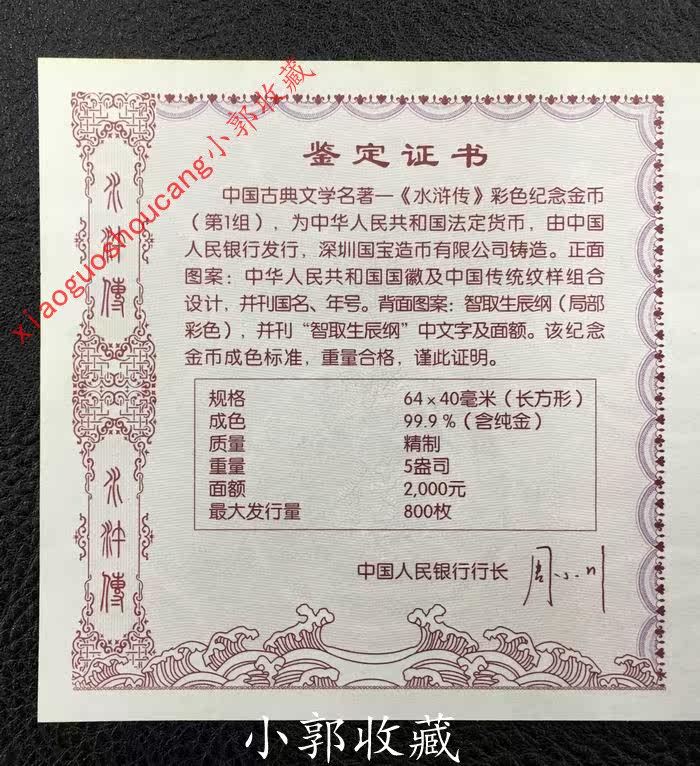 鉴定证书
中国古典文学名著一《水浒传》彩色纪念金币
（第1组），为中华人民共和国法定货币，由中国
人民银行发行，深圳国宝造币有限公司铸造。正面
图案：中华人民共和国国徽及中国传统纹样组合
设计，并刊国名、年号。背面图案：智取生辰纲（局部
彩色），并刊“智取生辰纲”中文字及面额。该纪念
金币成色标准，重量合格，谨此证明。
规格 64×40毫米（长方形）
成色 99.9%（含纯金）
质量 精制
重量 5盎司
面额 2,000元
最大发行量 800枚
中国人民银行行长 周小川
水滸傳
水滸傳
xiaoguoshoucang小郭收藏
小郭收藏